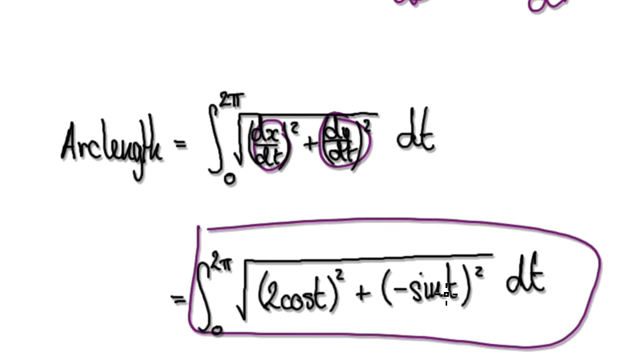 Arclength = ∫₀^2π √((dx/dt)² + (dy/dt)²) dt
= ∫₀^2π √((2cost)² + (-sint)²) dt